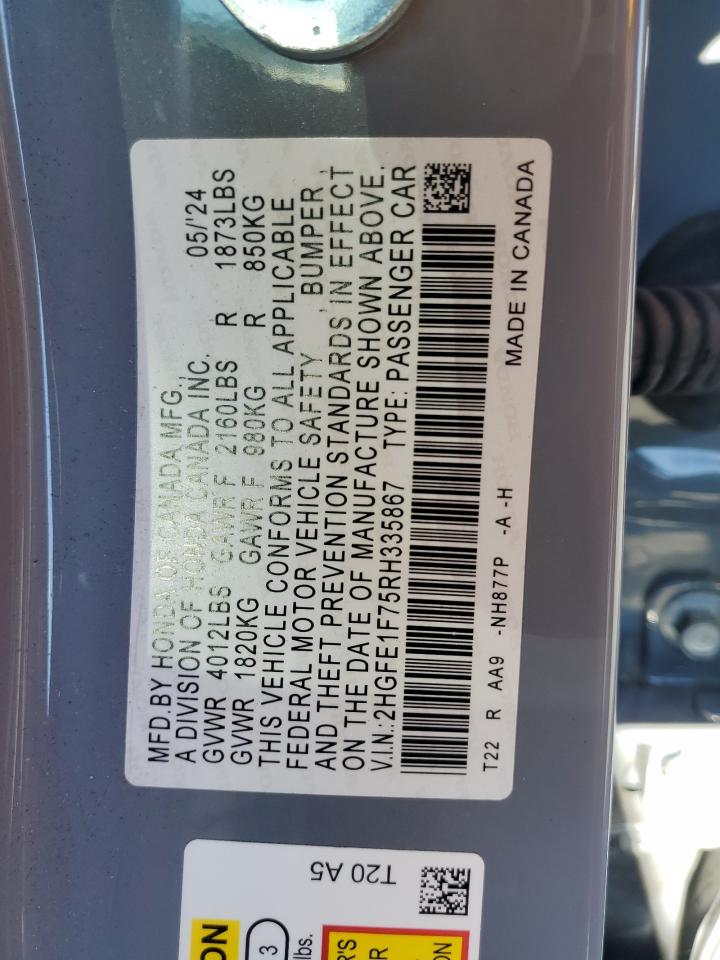 MFD.BY HONDA OF CANADA MFG.,
A DIVISION OF HONDA CANADA INC. 05/'24
GVWR 4012LBS GAWR F 2160LBS R 1873LBS
GVWR 1820KG GAWR F 980KG R 850KG
THIS VEHICLE CONFORMS TO ALL APPLICABLE
FEDERAL MOTOR VEHICLE SAFETY , BUMPER ,
AND THEFT PREVENTION STANDARDS IN EFFECT
ON THE DATE OF MANUFACTURE SHOWN ABOVE.
V.I.N.:2HGFE1F75RH335867 TYPE: PASSENGER CAR
T22 R AA9 -NH877P -A -H MADE IN CANADA
T20 A5
3
lbs.